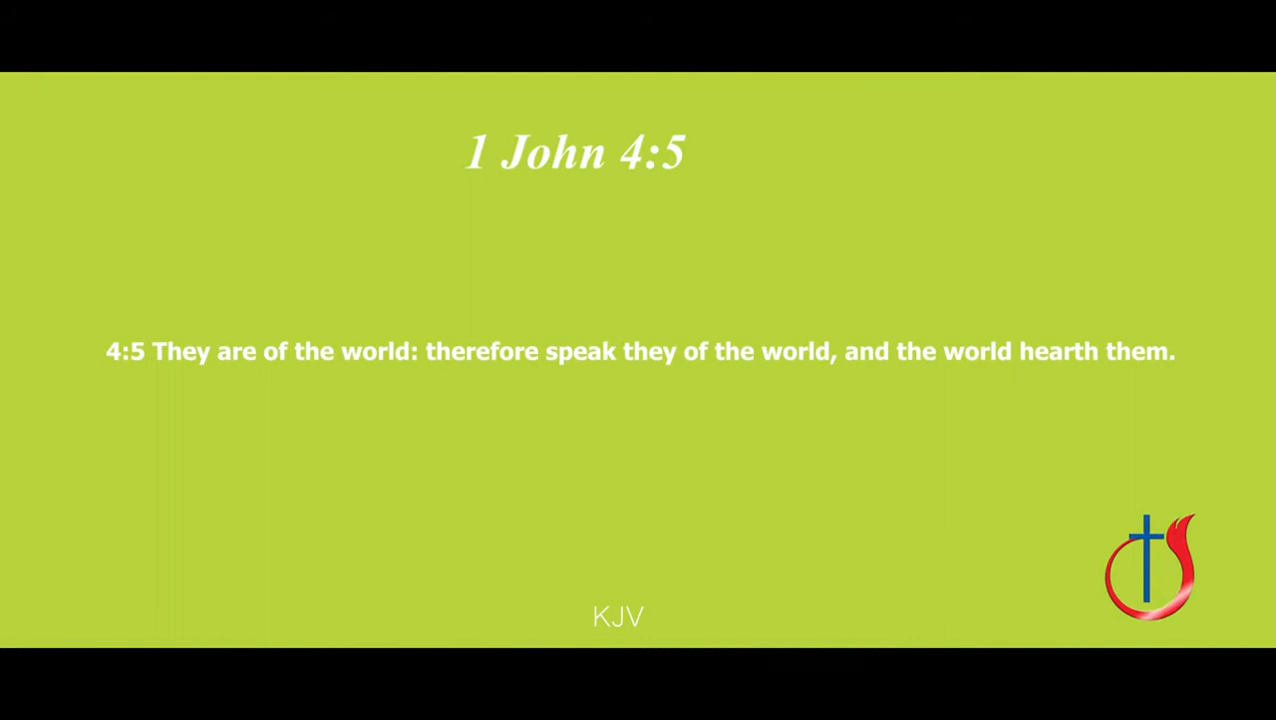 1 John 4:5
4:5 They are of the world: therefore speak they of the world, and the world hearth them.
KJV